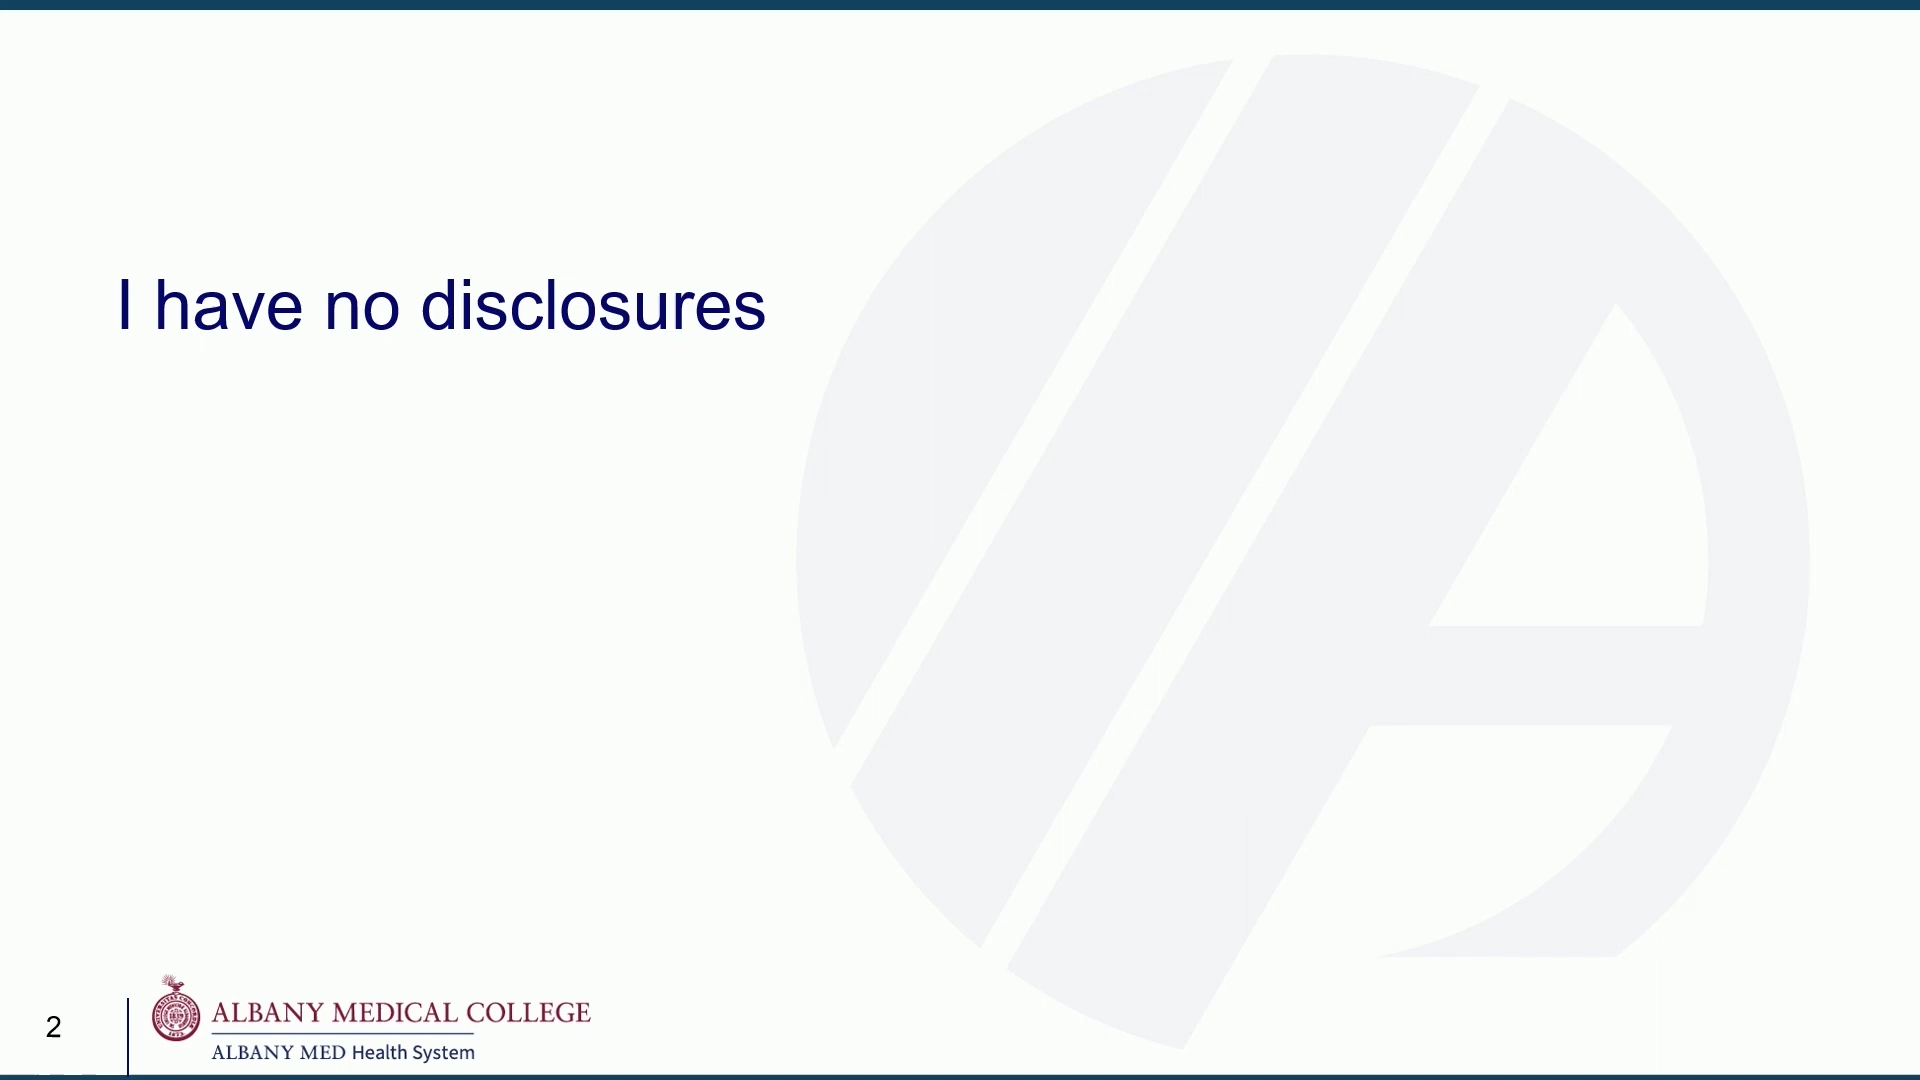 I have no disclosures
2
ALBANY MEDICAL COLLEGE
ALBANY MED Health System